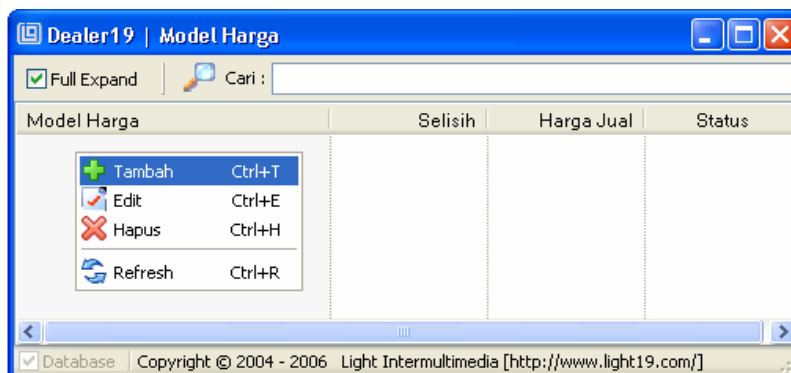 Dealer19 | Model Harga
Full Expand Cari :
Model Harga Selisih Harga Jual Status
Tambah Ctrl+T
Edit Ctrl+E
Hapus Ctrl+H
Refresh Ctrl+R
Database Copyright © 2004 - 2006 Light Intermultimedia [http://www.light19.com/]